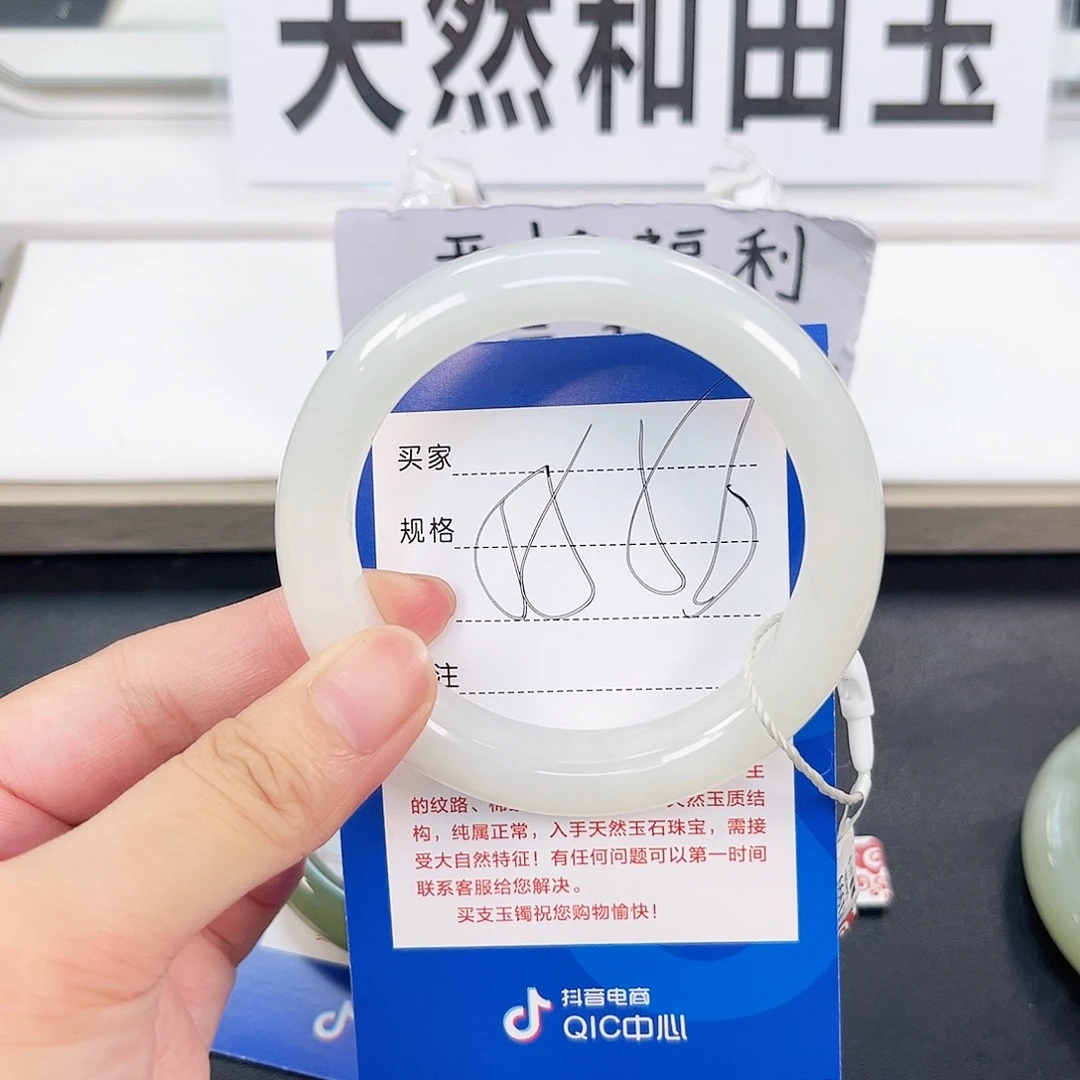 天然和田玉
福利
买家
规格
注
的纹路、
天然玉质结
构，纯属正常，入手天然玉石珠宝，需接
受大自然特征！有任何问题可以第一时间
联系客服给您解决。
买支玉镯祝您购物愉快！
抖音电商
QIC中心